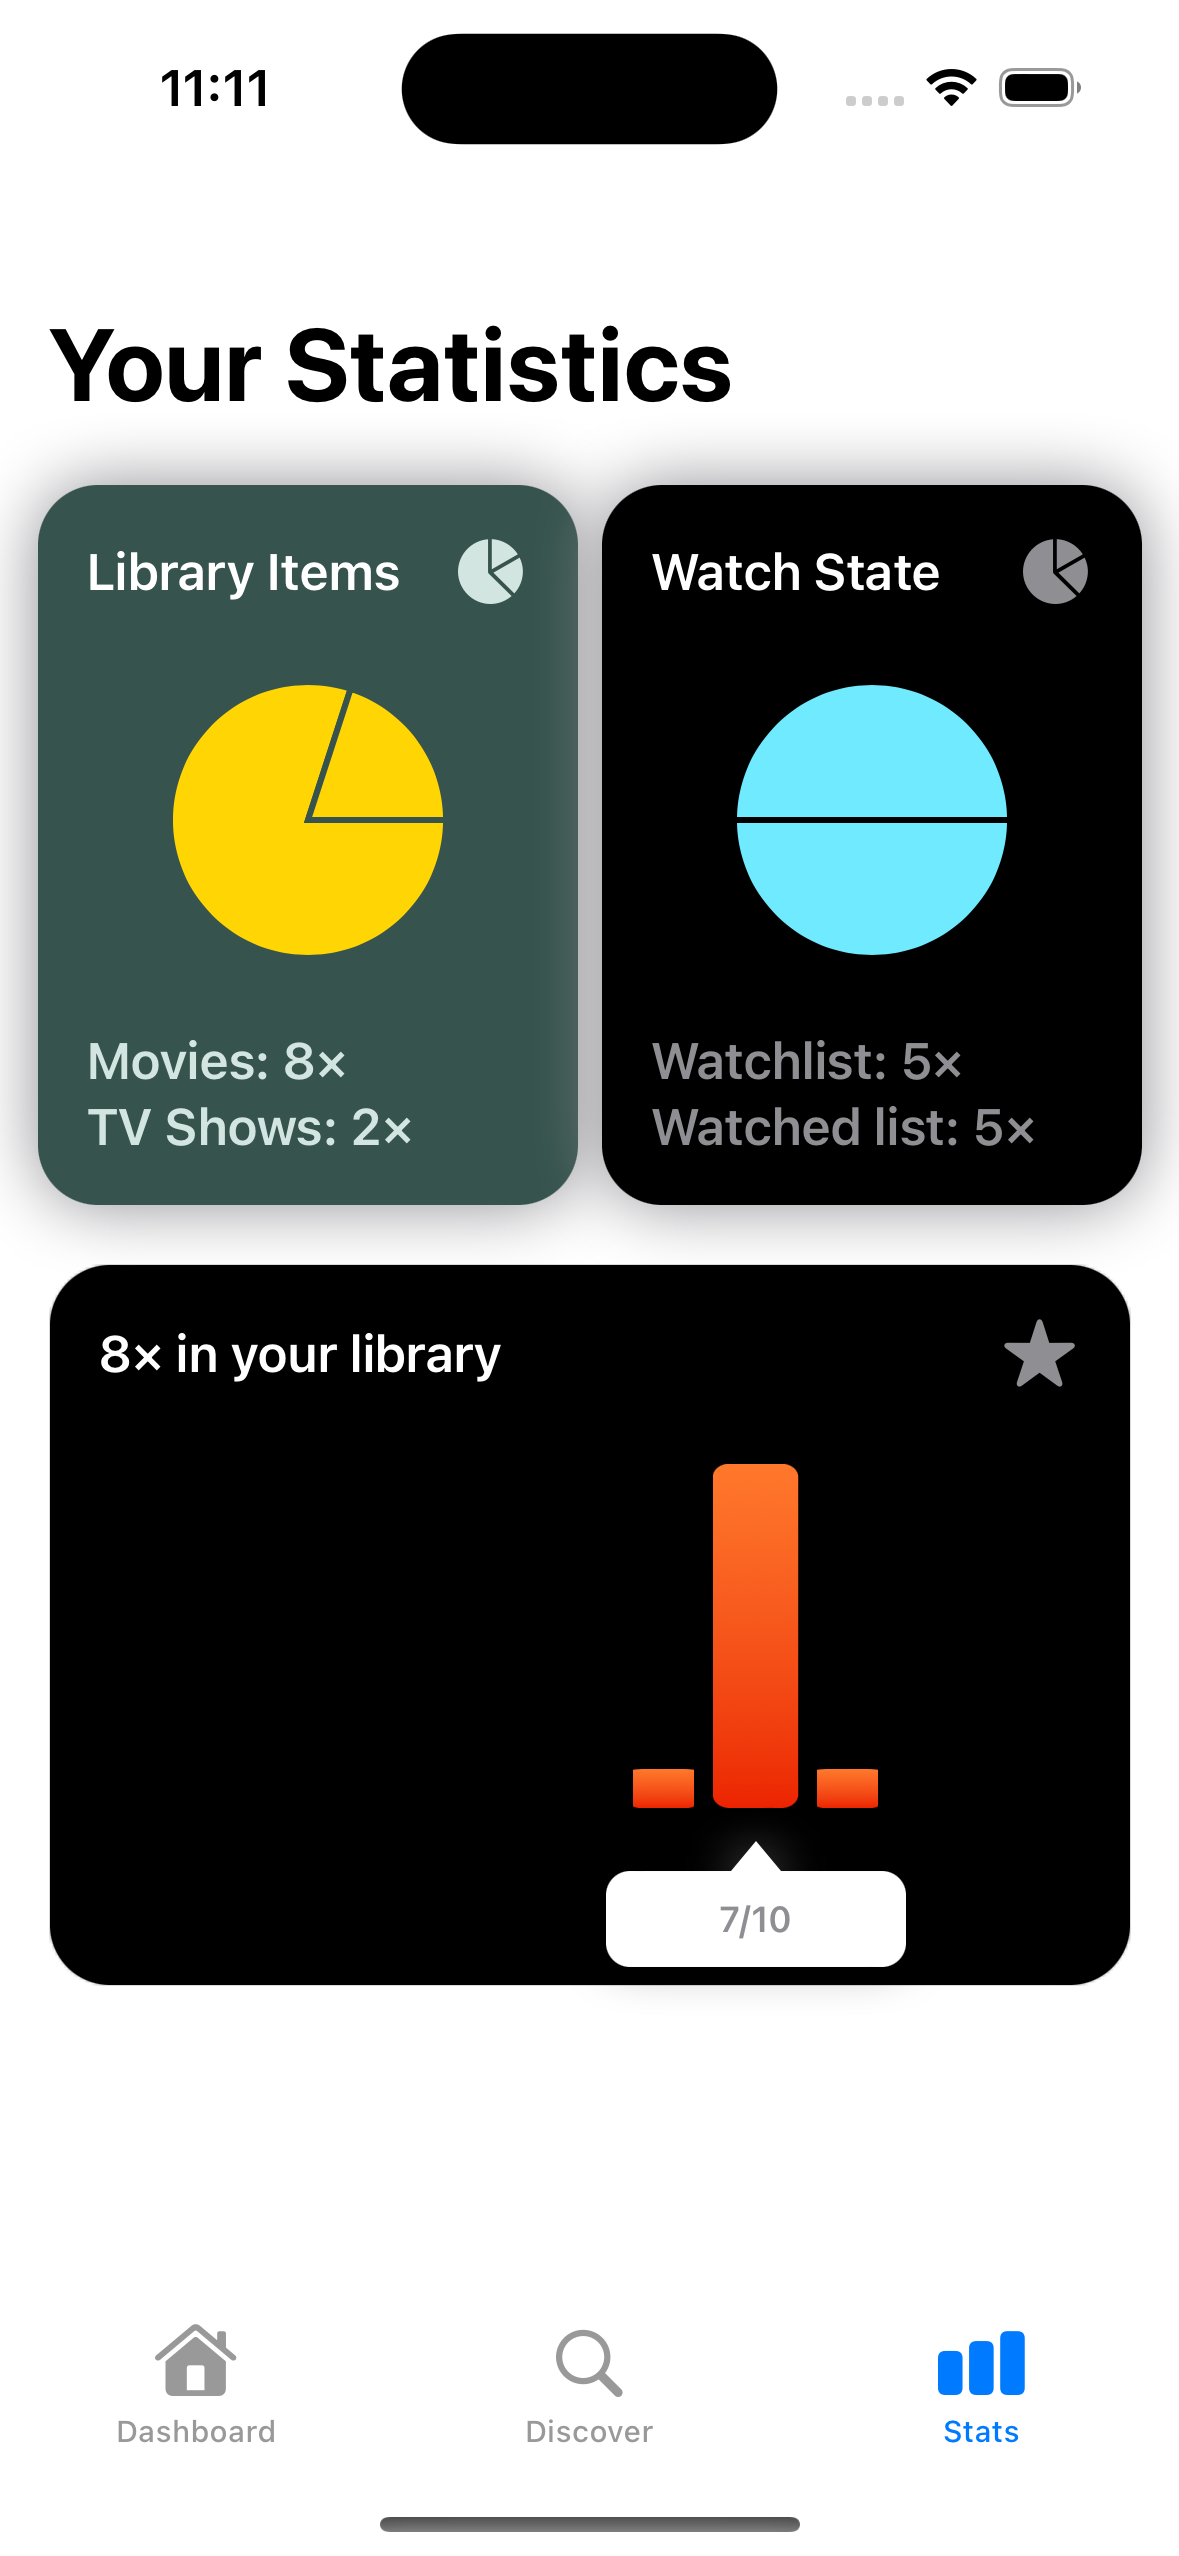 11:11
Your Statistics
Library Items
Watch State
Movies: 8×
TV Shows: 2×
Watchlist: 5×
Watched list: 5×
8× in your library
7/10
Dashboard
Discover
Stats